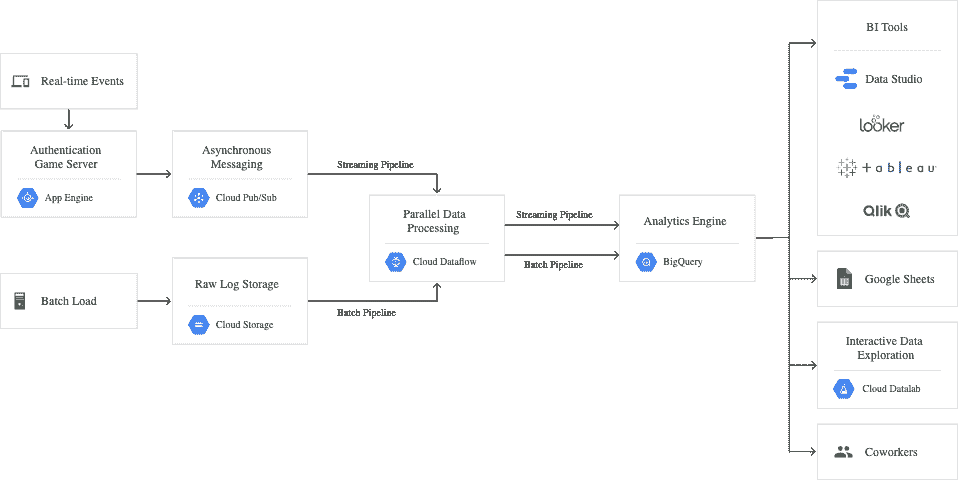 Real-time Events
Authentication
Game Server
App Engine
Asynchronous
Messaging
Cloud Pub/Sub
Streaming Pipeline
Batch Load
Raw Log Storage
Cloud Storage
Batch Pipeline
Parallel Data
Processing
Cloud Dataflow
Streaming Pipeline
Batch Pipeline
Analytics Engine
BigQuery
BI Tools
Data Studio
looker
+ableau
Qlik
Google Sheets
Interactive Data
Exploration
Cloud Datalab
Coworkers